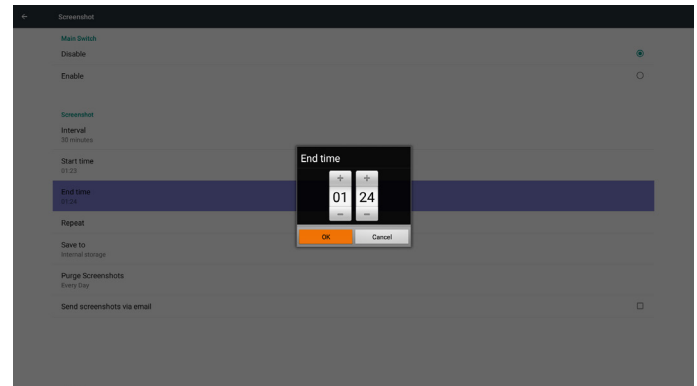 Screenshot
Main Switch
Disable
Enable
Screenshot
Interval
30 minutes
Start time
01:23
End time
01:24
Repeat
Save to
Internal storage
Purge Screenshots
Every Day
Send screenshots via email
End time
+ +
01 24
- -
OK Cancel